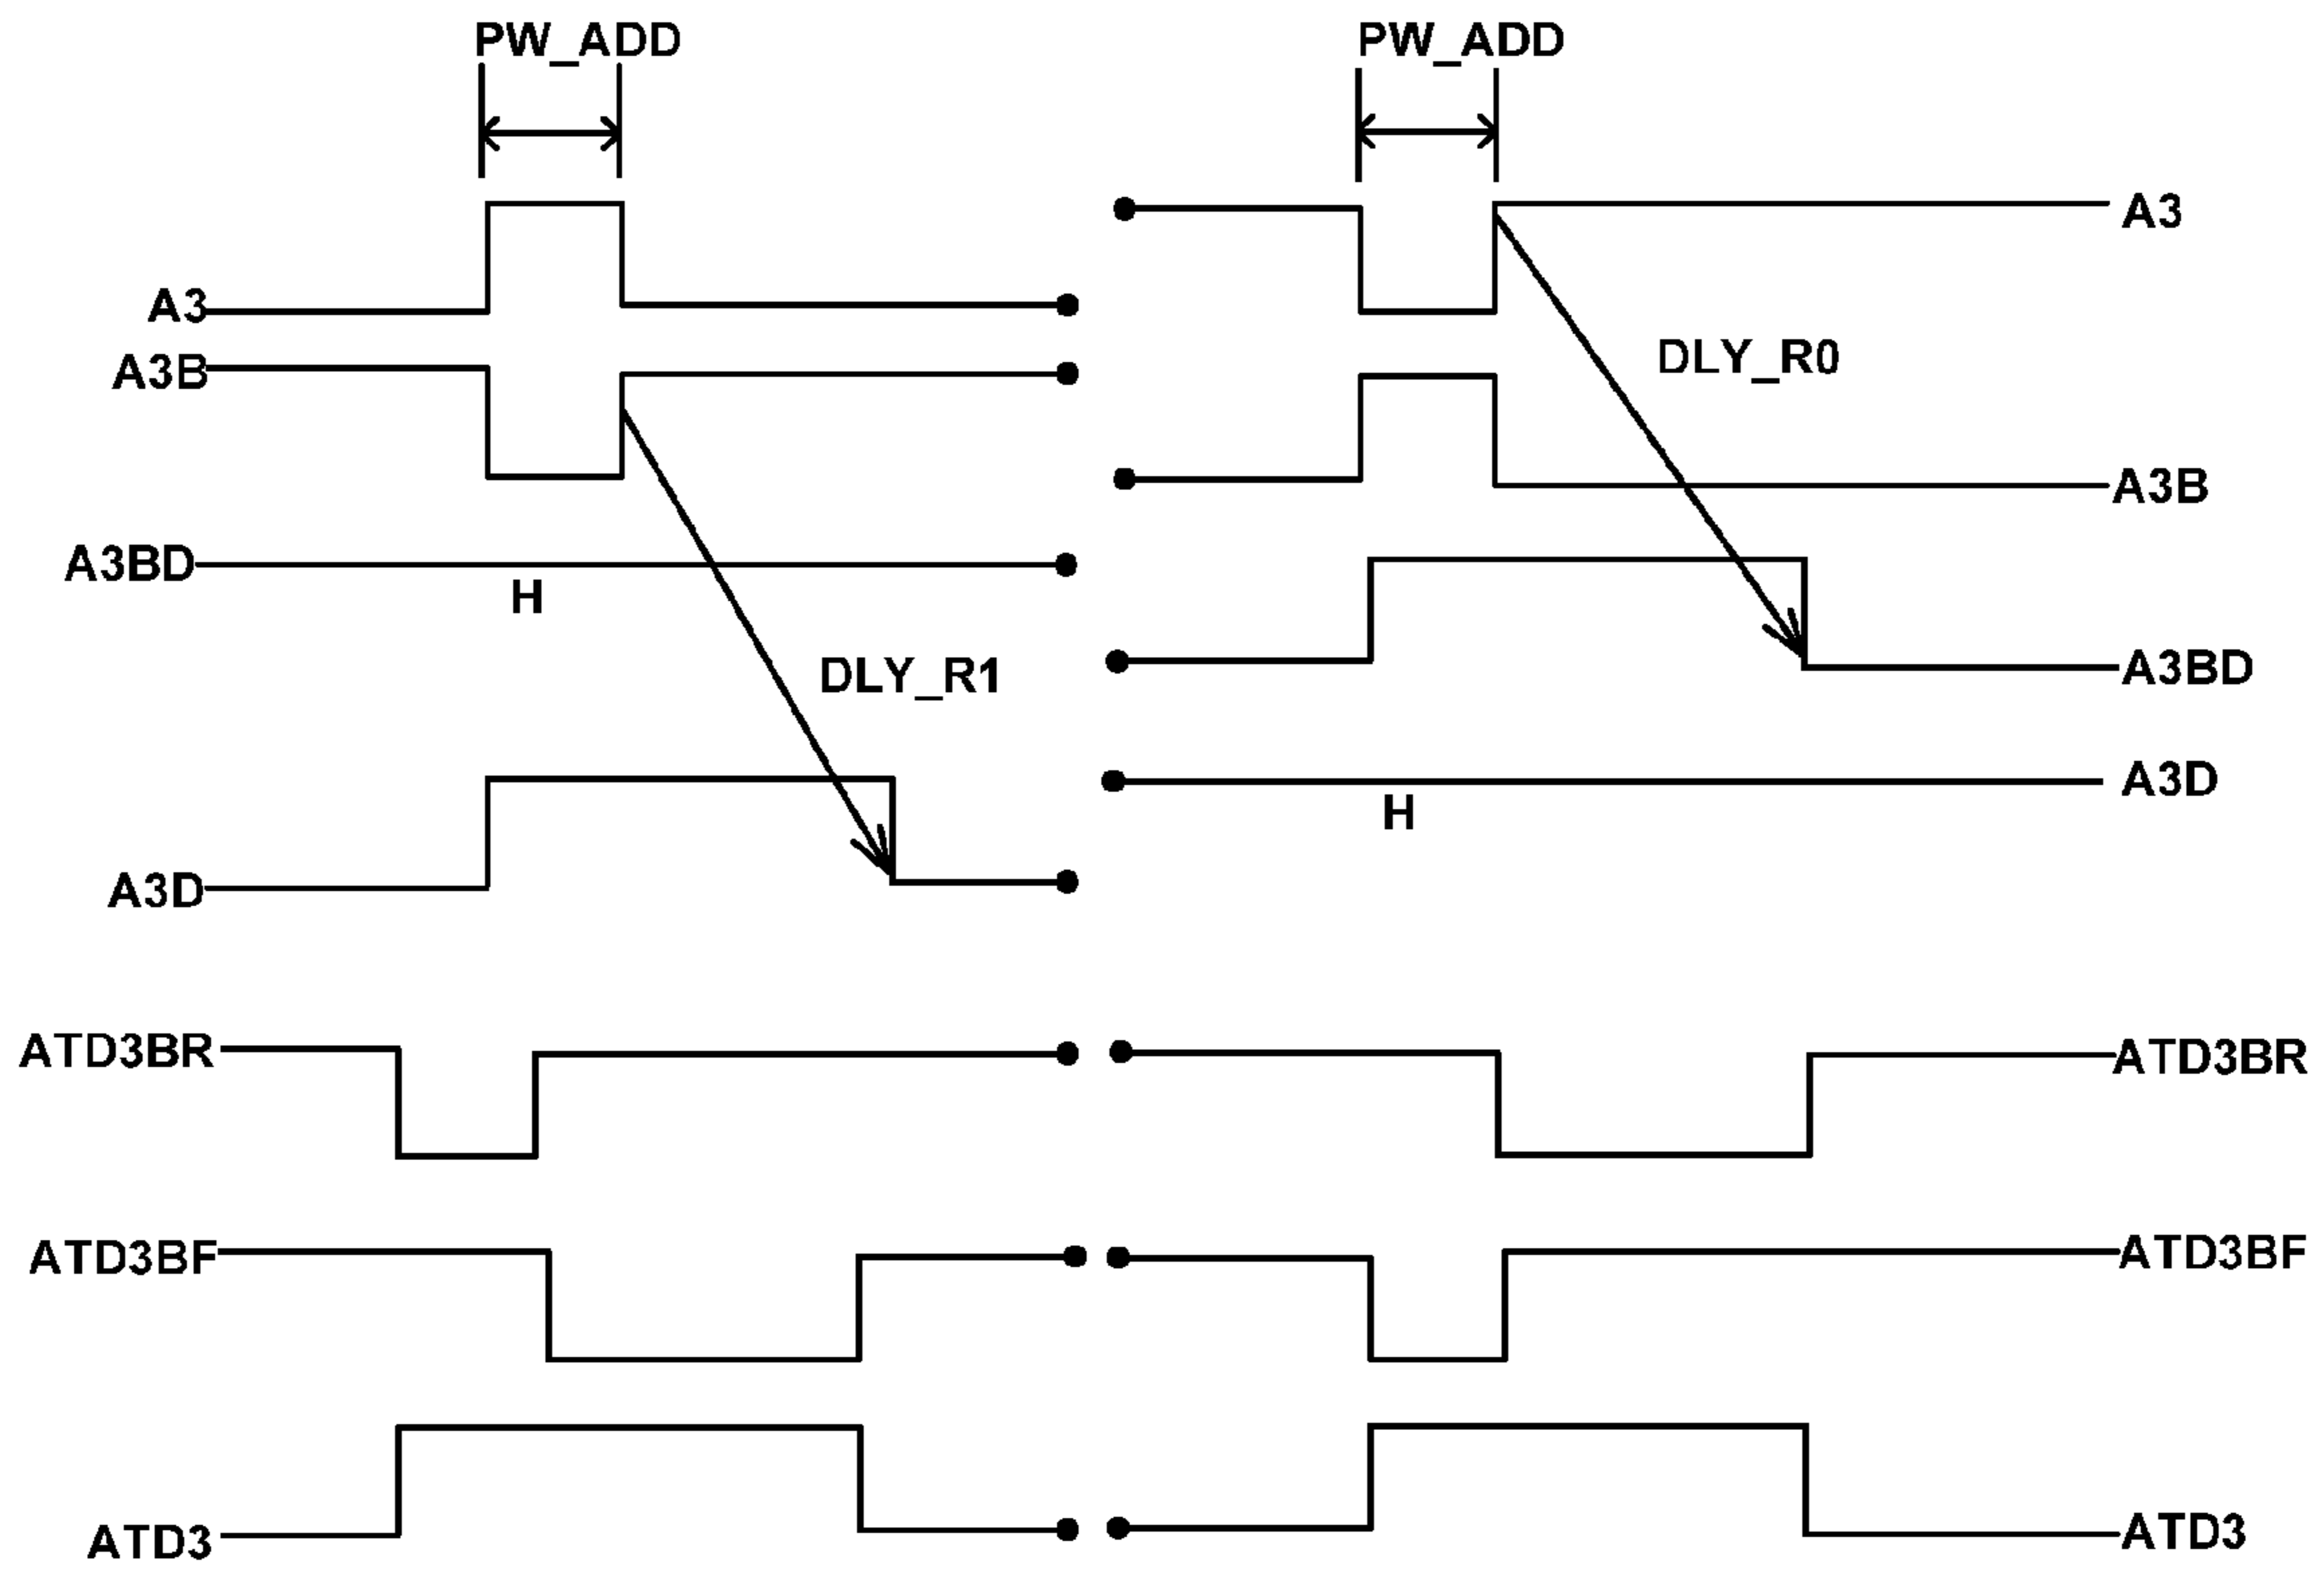 PW_ADD PW_ADD
A3
A3
DLY_R0
A3B
A3B
A3BD
H
A3BD
DLY_R1
A3D
H
A3D
ATD3BR
ATD3BR
ATD3BF
ATD3BF
ATD3
ATD3